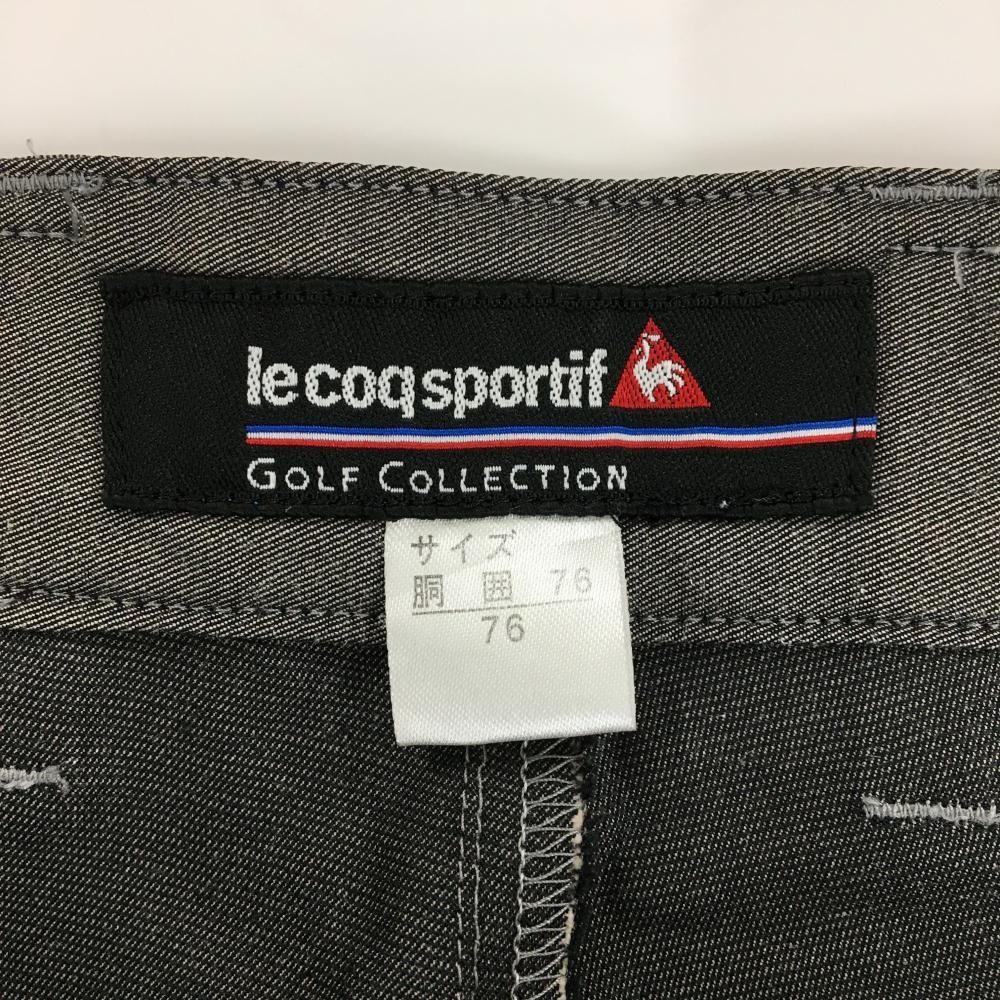 le coq sportif
GOLF COLLECTION
サイズ
胴囲 76
76